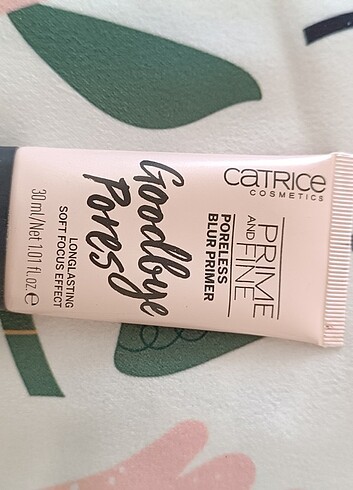 CATRICE
COSMETICS
PRIME
AND FINE
PORELESS
BLUR PRIMER
Goodbye
Pores
LONGLASTING
SOFT FOCUS EFFECT
30ml/Net 1.01 fl.oz ℮